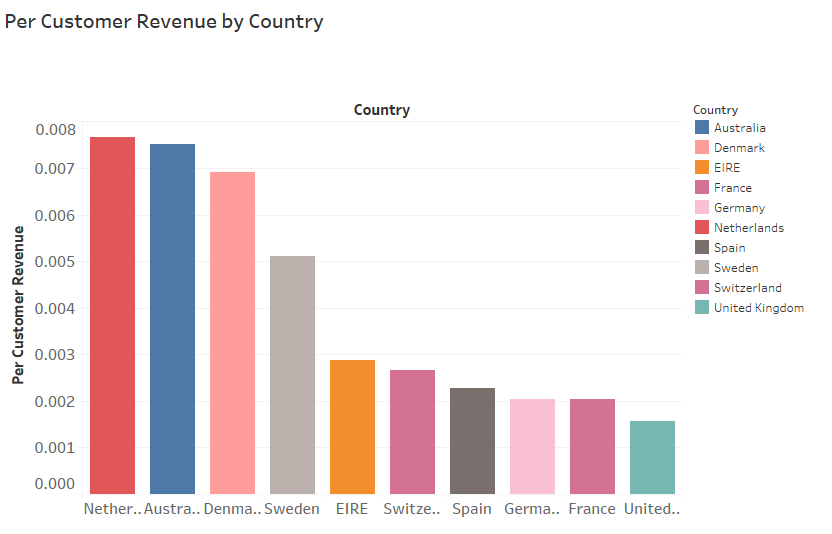 Per Customer Revenue by Country
Country
Per Customer Revenue
0.008
0.007
0.006
0.005
0.004
0.003
0.002
0.001
0.000
Nether.. Austra.. Denma.. Sweden EIRE Switze.. Spain Germa.. France United..
Country
Australia
Denmark
EIRE
France
Germany
Netherlands
Spain
Sweden
Switzerland
United Kingdom